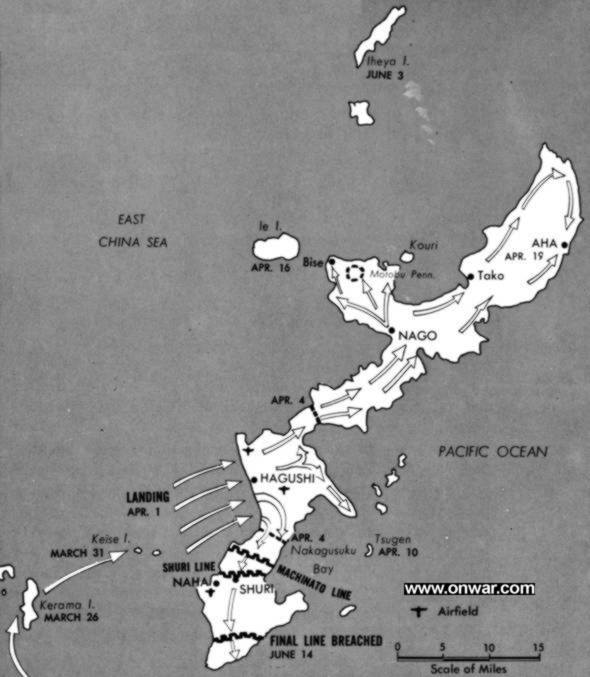 Iheya I.
JUNE 3
EAST
CHINA SEA
Ie I.
APR. 16
Bise
Kouri
Motobu Penn.
AHA
APR. 19
Tako
NAGO
APR. 4
PACIFIC OCEAN
HAGUSHI
LANDING
APR. 1
Keise I.
MARCH 31
APR. 4
Nakagusuku
Bay
Tsugen
APR. 10
SHURI LINE
MACHINATO LINE
NAHA
SHURI
Kerama I.
MARCH 26
www.onwar.com
Airfield
FINAL LINE BREACHED
JUNE 14
0 5 10 15
Scale of Miles